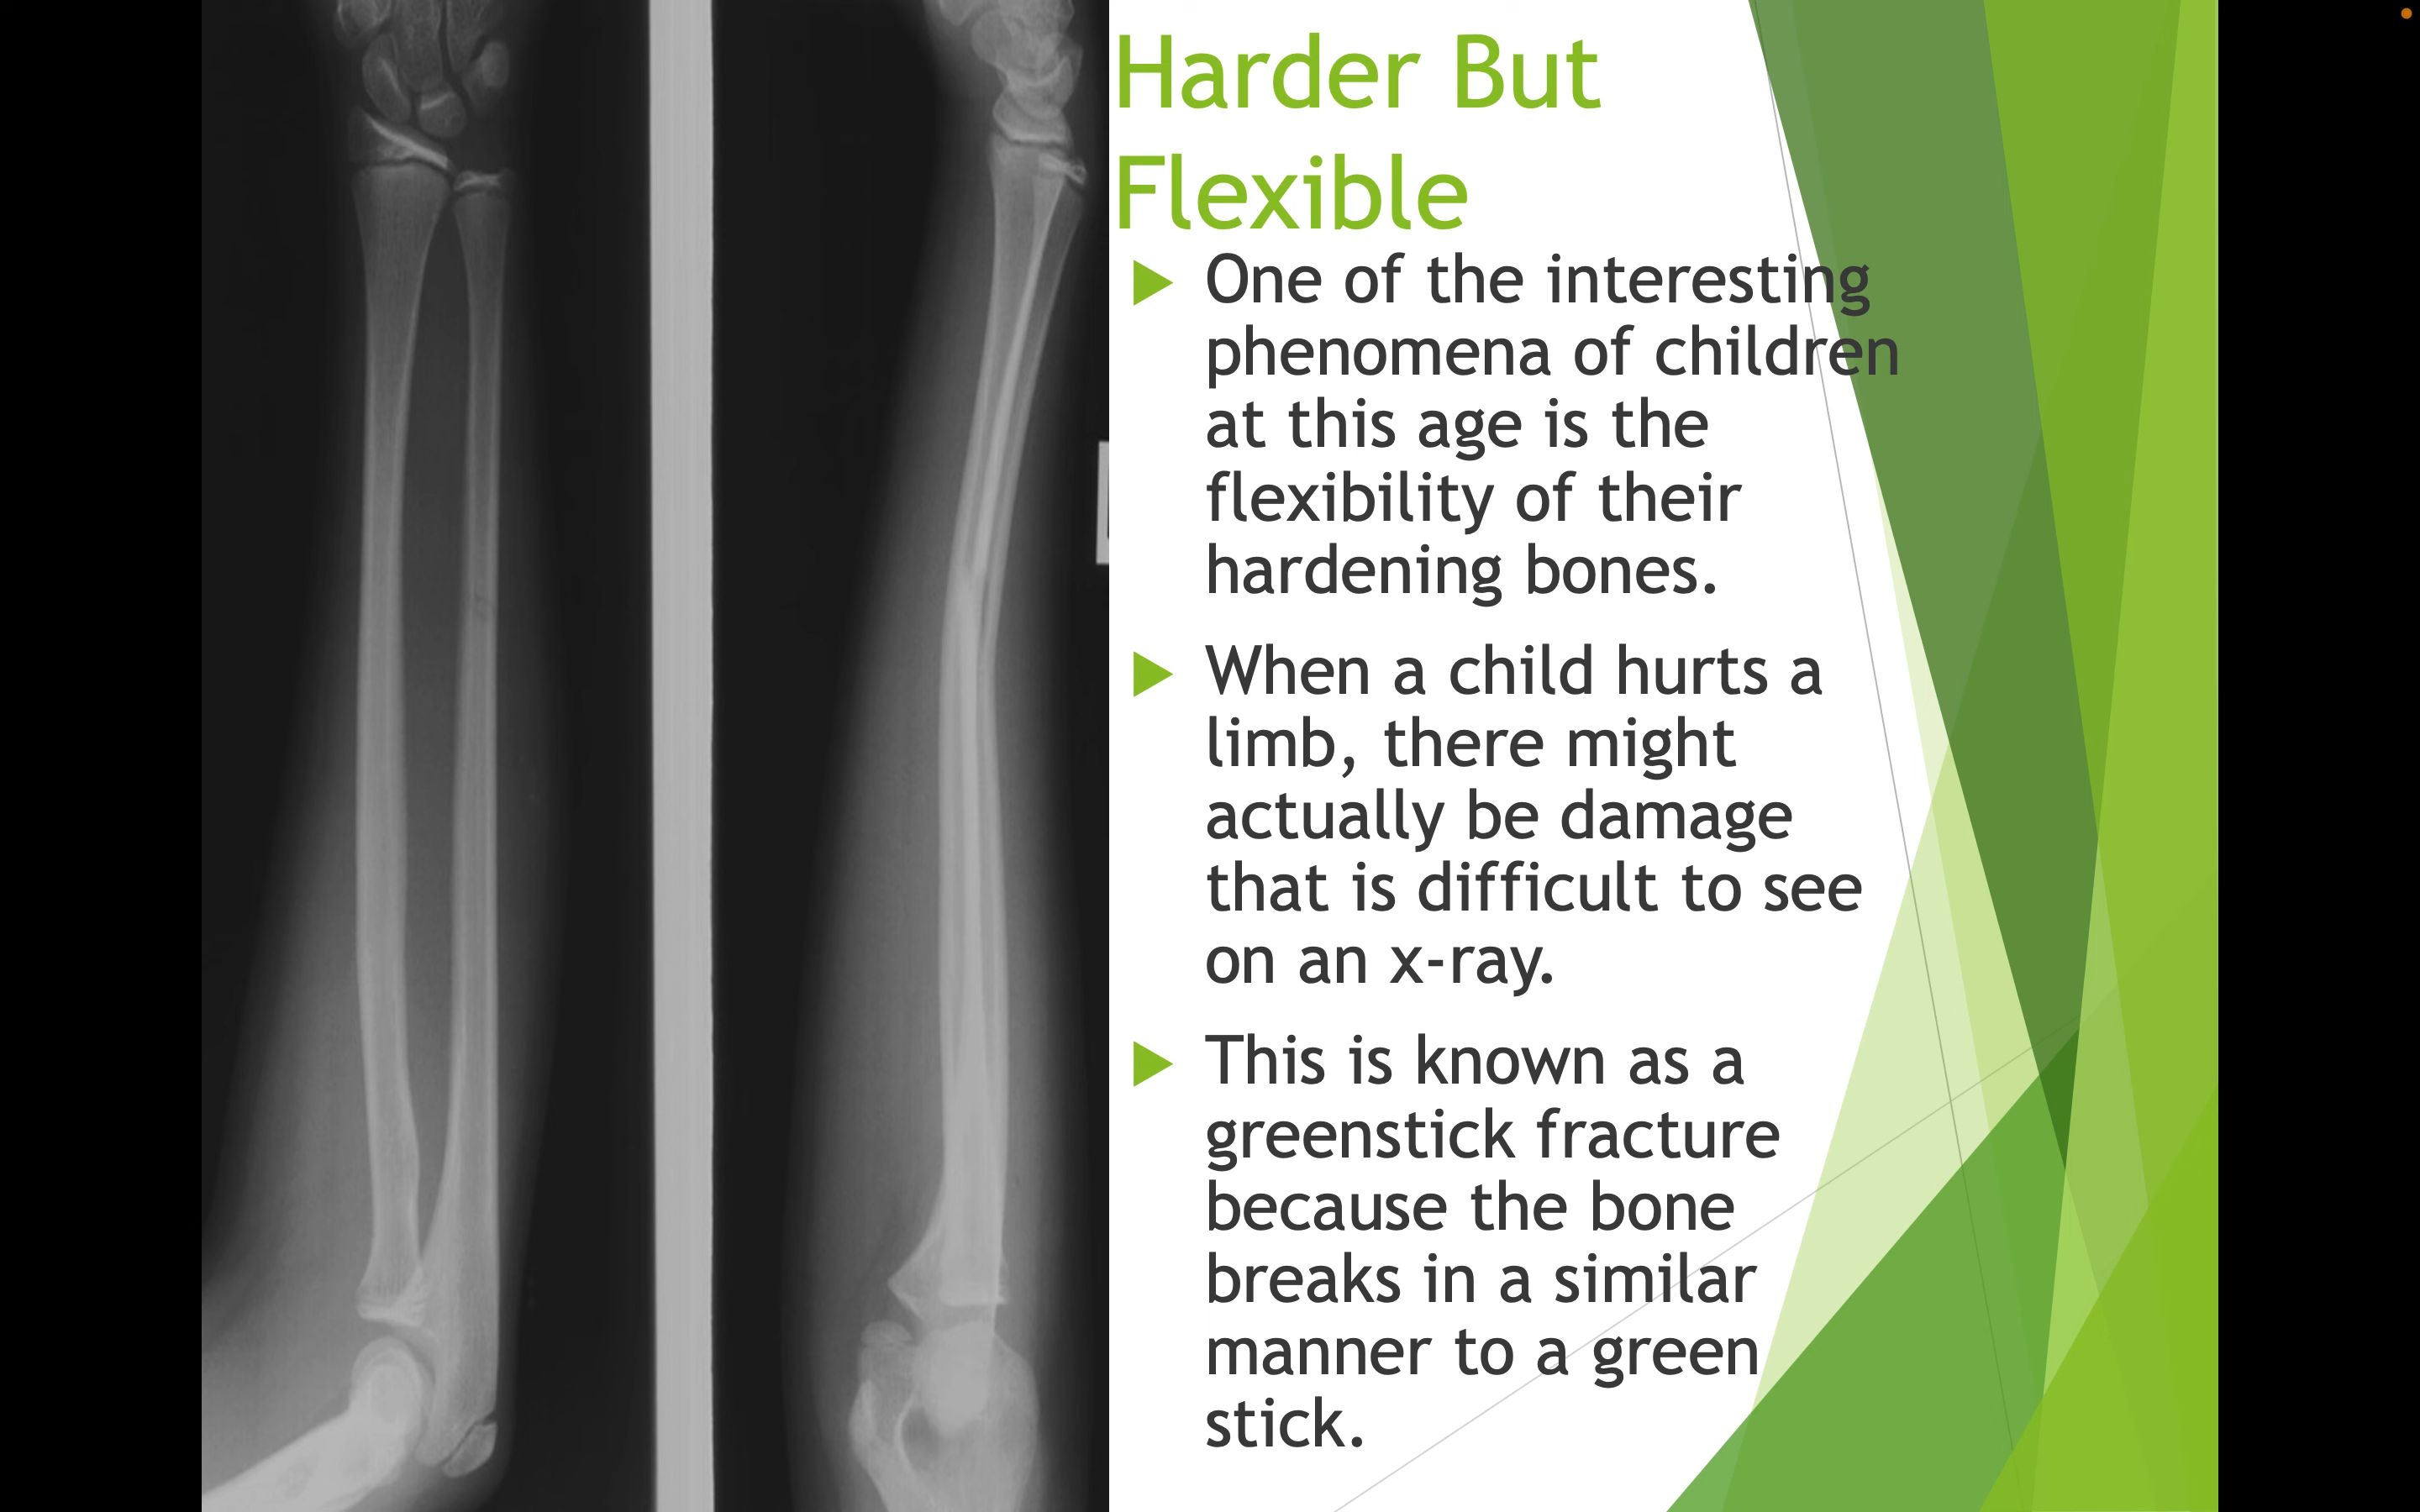 Harder But
Flexible
One of the interesting
phenomena of children
at this age is the
flexibility of their
hardening bones.
When a child hurts a
limb, there might
actually be damage
that is difficult to see
on an x-ray.
This is known as a
greenstick fracture
because the bone
breaks in a similar
manner to a green
stick.